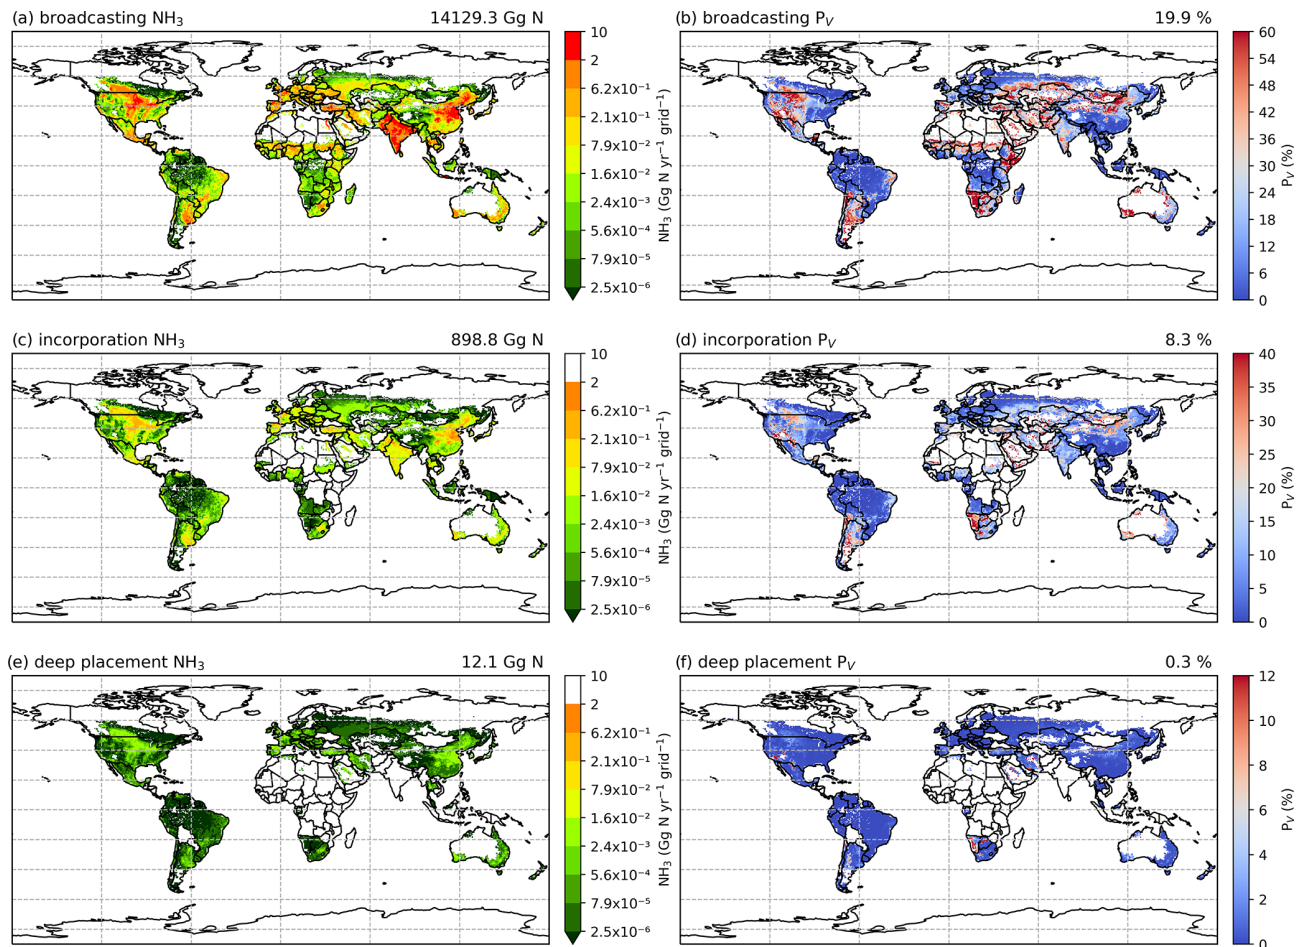 (a) broadcasting NH₃ 14129.3 Gg N
10
2
6.2x10⁻¹
2.1x10⁻¹
7.9x10⁻²
1.6x10⁻²
2.4x10⁻³
5.6x10⁻⁴
7.9x10⁻⁵
2.5x10⁻⁶
NH₃ (Gg N yr⁻¹ grid⁻¹)
(b) broadcasting P_V 19.9 %
60
54
48
42
36
30
24
18
12
6
0
P_V (%)
(c) incorporation NH₃ 898.8 Gg N
10
2
6.2x10⁻¹
2.1x10⁻¹
7.9x10⁻²
1.6x10⁻²
2.4x10⁻³
5.6x10⁻⁴
7.9x10⁻⁵
2.5x10⁻⁶
NH₃ (Gg N yr⁻¹ grid⁻¹)
(d) incorporation P_V 8.3 %
40
35
30
25
20
15
10
5
0
P_V (%)
(e) deep placement NH₃ 12.1 Gg N
10
2
6.2x10⁻¹
2.1x10⁻¹
7.9x10⁻²
1.6x10⁻²
2.4x10⁻³
5.6x10⁻⁴
7.9x10⁻⁵
2.5x10⁻⁶
NH₃ (Gg N yr⁻¹ grid⁻¹)
(f) deep placement P_V 0.3 %
12
10
8
6
4
2
0
P_V (%)